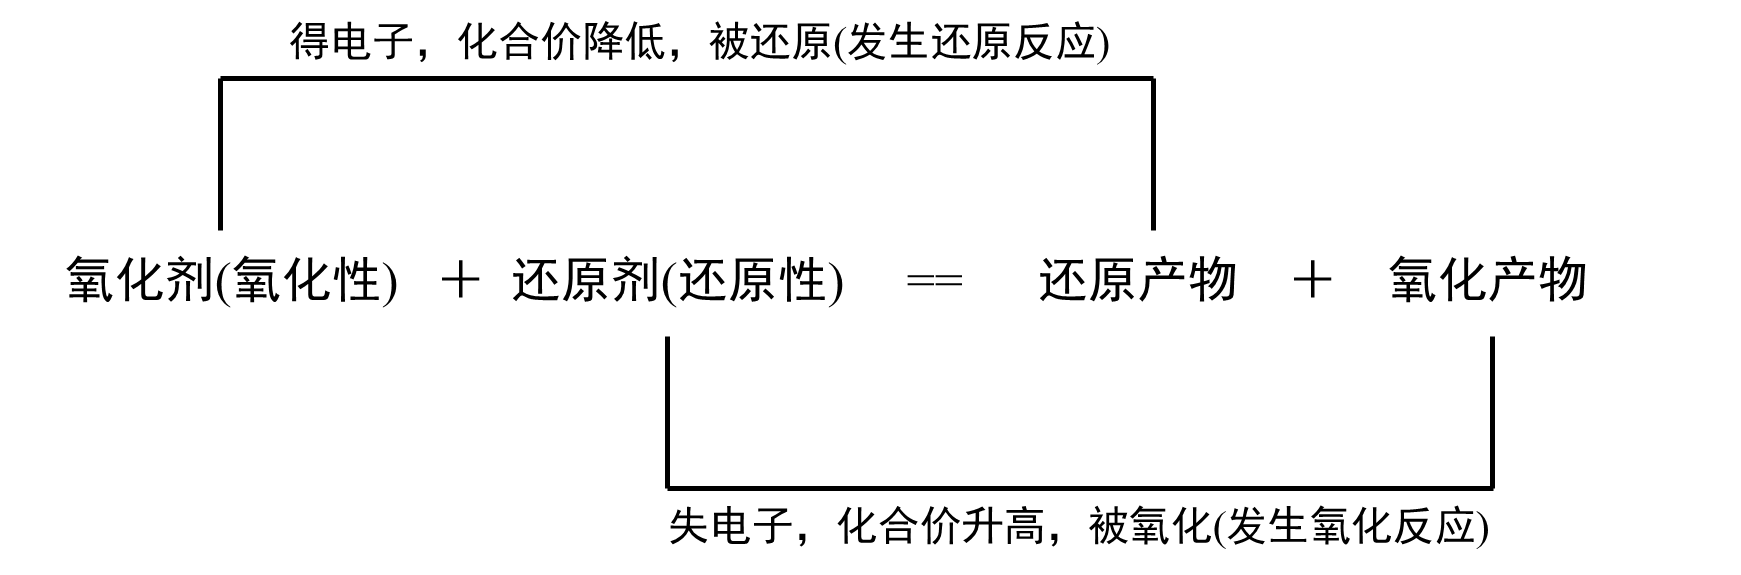 得电子，化合价降低，被还原(发生还原反应)
氧化剂(氧化性) + 还原剂(还原性) == 还原产物 + 氧化产物
失电子，化合价升高，被氧化(发生氧化反应)